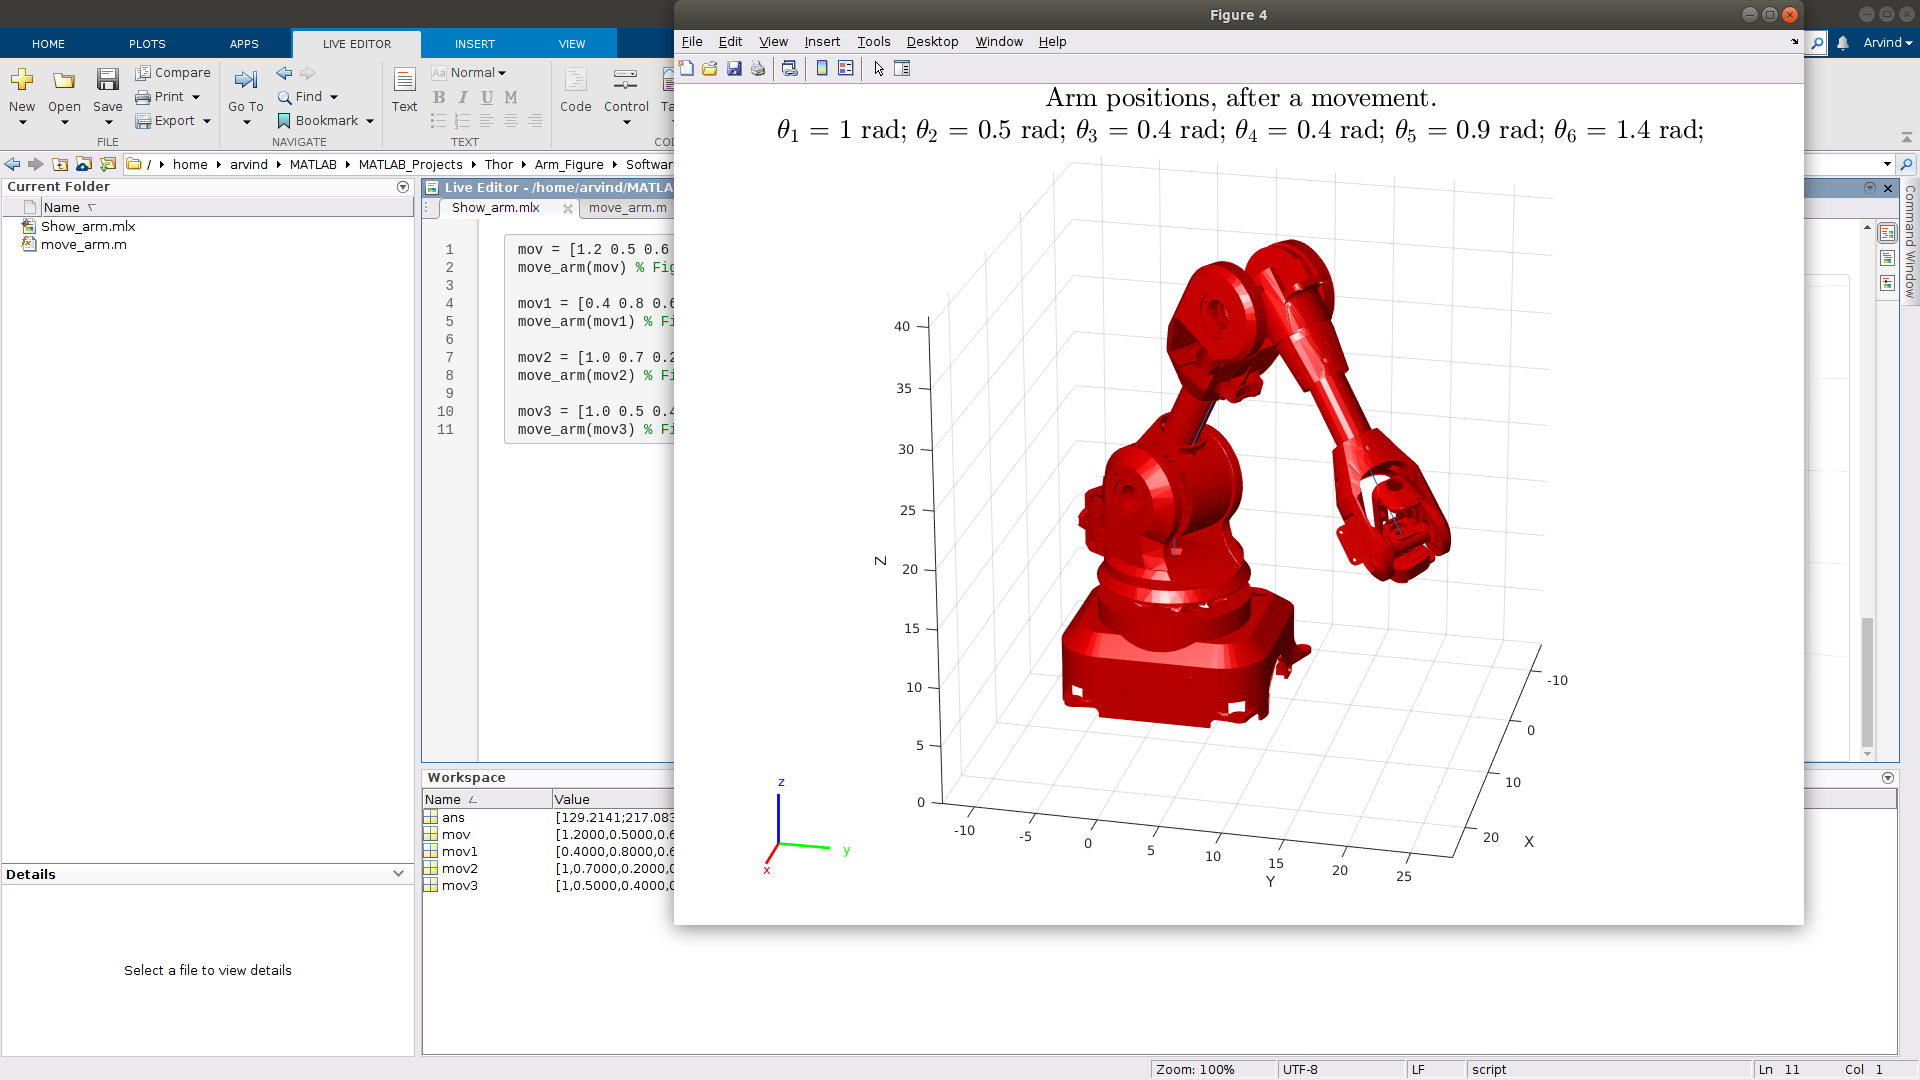 Figure 4
HOME PLOTS APPS LIVE EDITOR INSERT VIEW
Arvind
File Edit View Insert Tools Desktop Window Help
New Open Save Compare Print Export
FILE
Go To Find Bookmark
NAVIGATE
Text Aa Normal
B I U M
TEXT
Code Control
/ home arvind MATLAB MATLAB_Projects Thor Arm_Figure Softwar
Current Folder
Name
Show_arm.mlx
move_arm.m
Live Editor - /home/arvind/MATLA
Show_arm.mlx move_arm.m
1 mov = [1.2 0.5 0.6
2 move_arm(mov) % Fig
3
4 mov1 = [0.4 0.8 0.6
5 move_arm(mov1) % Fi
6
7 mov2 = [1.0 0.7 0.2
8 move_arm(mov2) % Fi
9
10 mov3 = [1.0 0.5 0.4
11 move_arm(mov3) % Fi
Arm positions, after a movement.
θ1 = 1 rad; θ2 = 0.5 rad; θ3 = 0.4 rad; θ4 = 0.4 rad; θ5 = 0.9 rad; θ6 = 1.4 rad;
40
35
30
25
20
15
10
5
0
Z
-10 -5 0 5 10 15 20 25
Y
-10
0
10
20
X
z
y
x
Command Window
Workspace
Name Value
ans [129.2141;217.083
mov [1.2000,0.5000,0.6
mov1 [0.4000,0.8000,0.6
mov2 [1,0.7000,0.2000,0
mov3 [1,0.5000,0.4000,0
Details
Select a file to view details
Zoom: 100% UTF-8 LF script Ln 11 Col 1